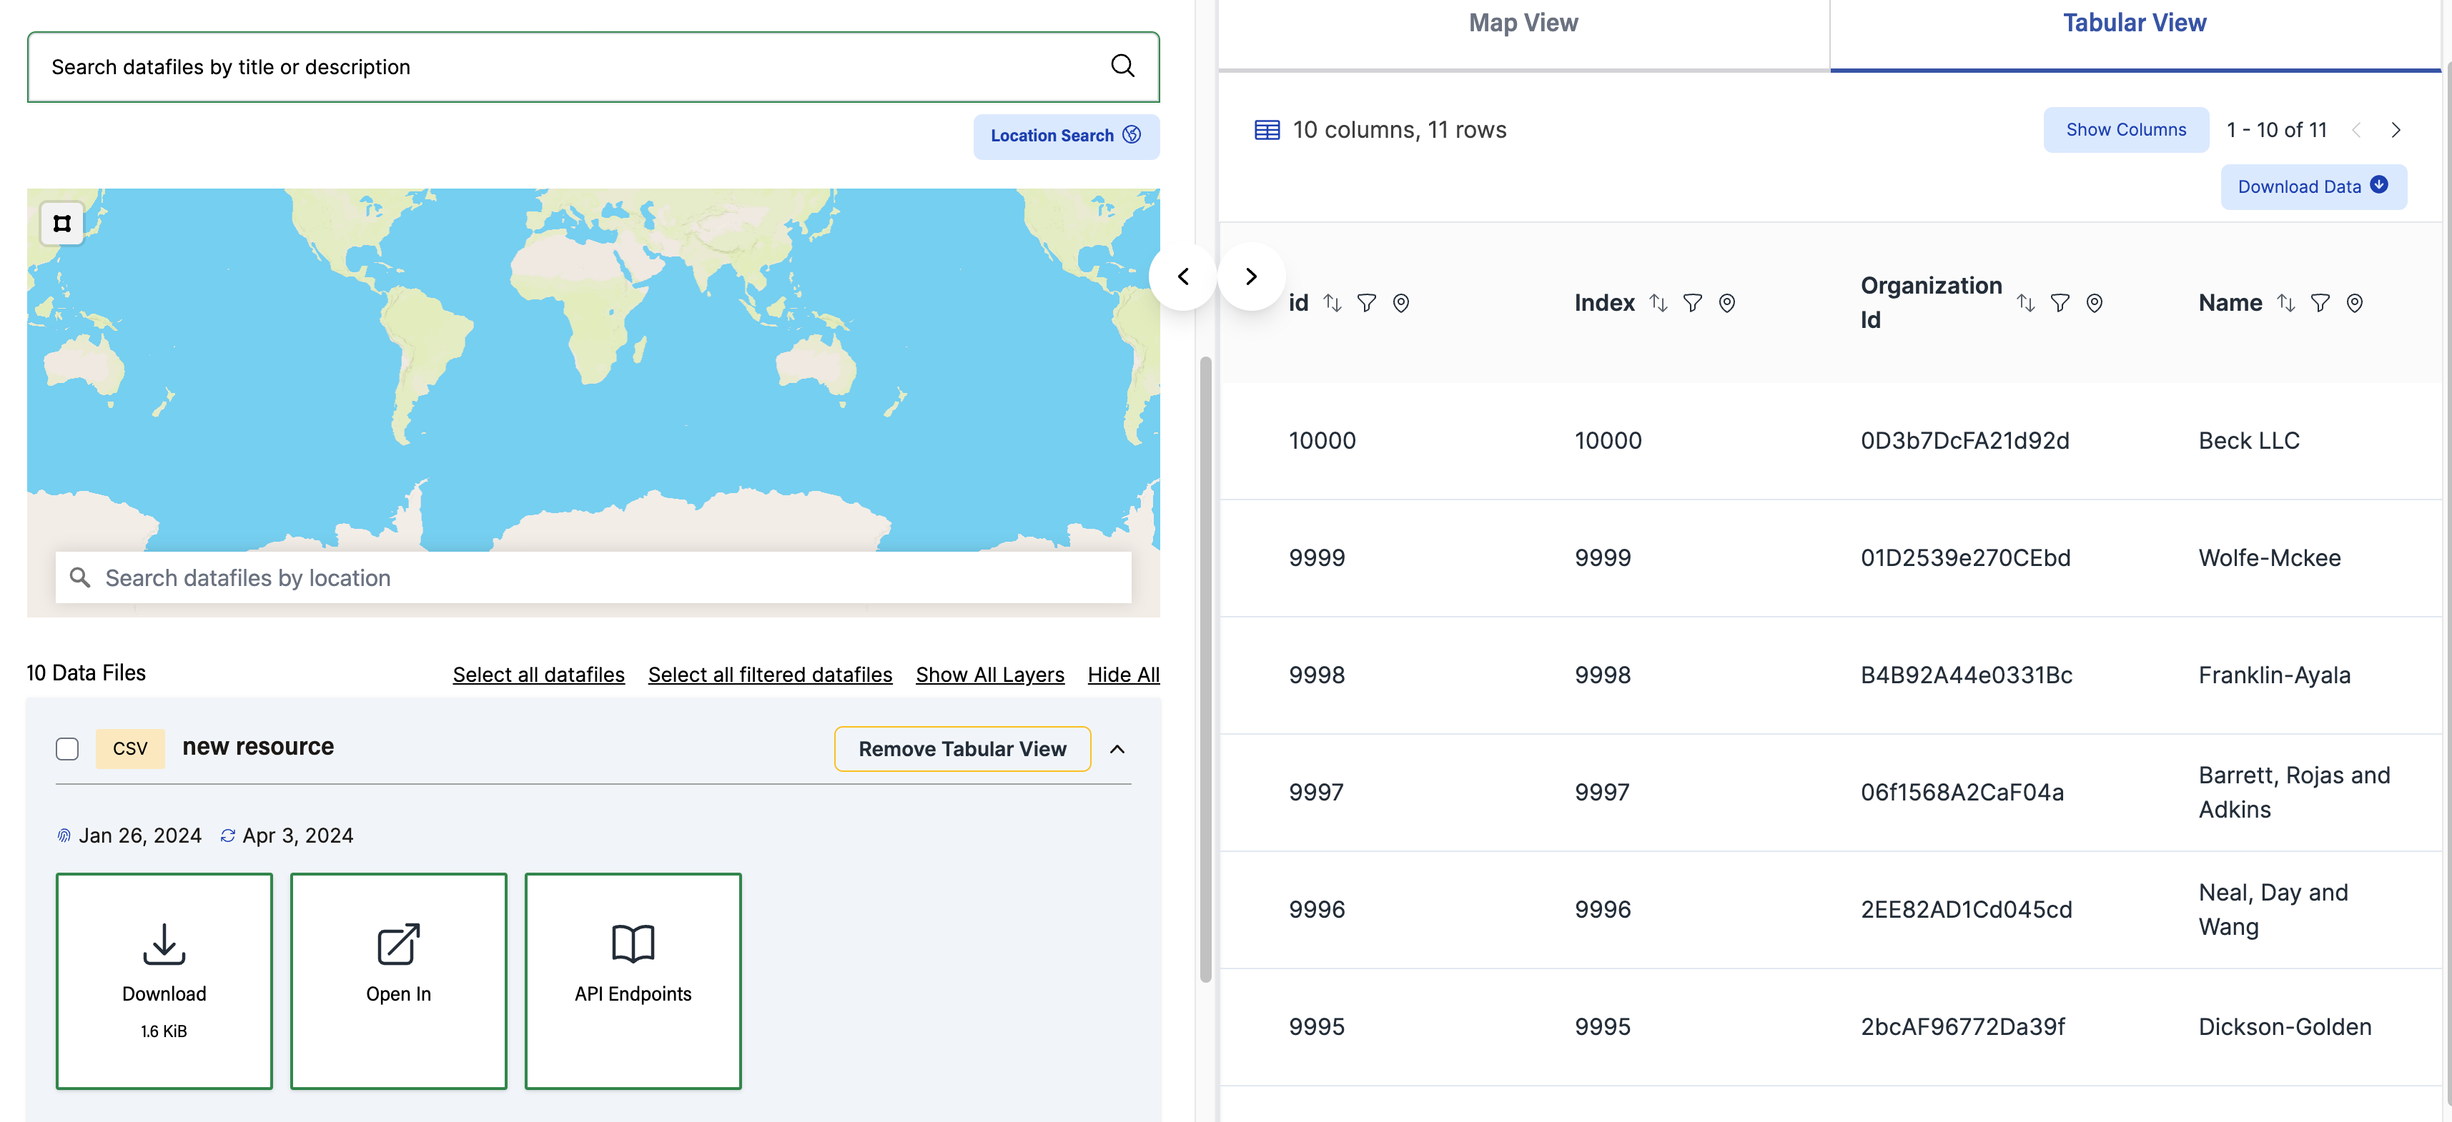 Search datafiles by title or description
Location Search
Search datafiles by location
10 Data Files
Select all datafiles
Select all filtered datafiles
Show All Layers
Hide All
CSV
new resource
Remove Tabular View
Jan 26, 2024
Apr 3, 2024
Download
1.6 KiB
Open In
API Endpoints
Map View
Tabular View
10 columns, 11 rows
Show Columns
1 - 10 of 11
Download Data
id
Index
Organization
Id
Name
10000
10000
0D3b7DcFA21d92d
Beck LLC
9999
9999
01D2539e270CEbd
Wolfe-Mckee
9998
9998
B4B92A44e0331Bc
Franklin-Ayala
9997
9997
06f1568A2CaF04a
Barrett, Rojas and
Adkins
9996
9996
2EE82AD1Cd045cd
Neal, Day and
Wang
9995
9995
2bcAF96772Da39f
Dickson-Golden